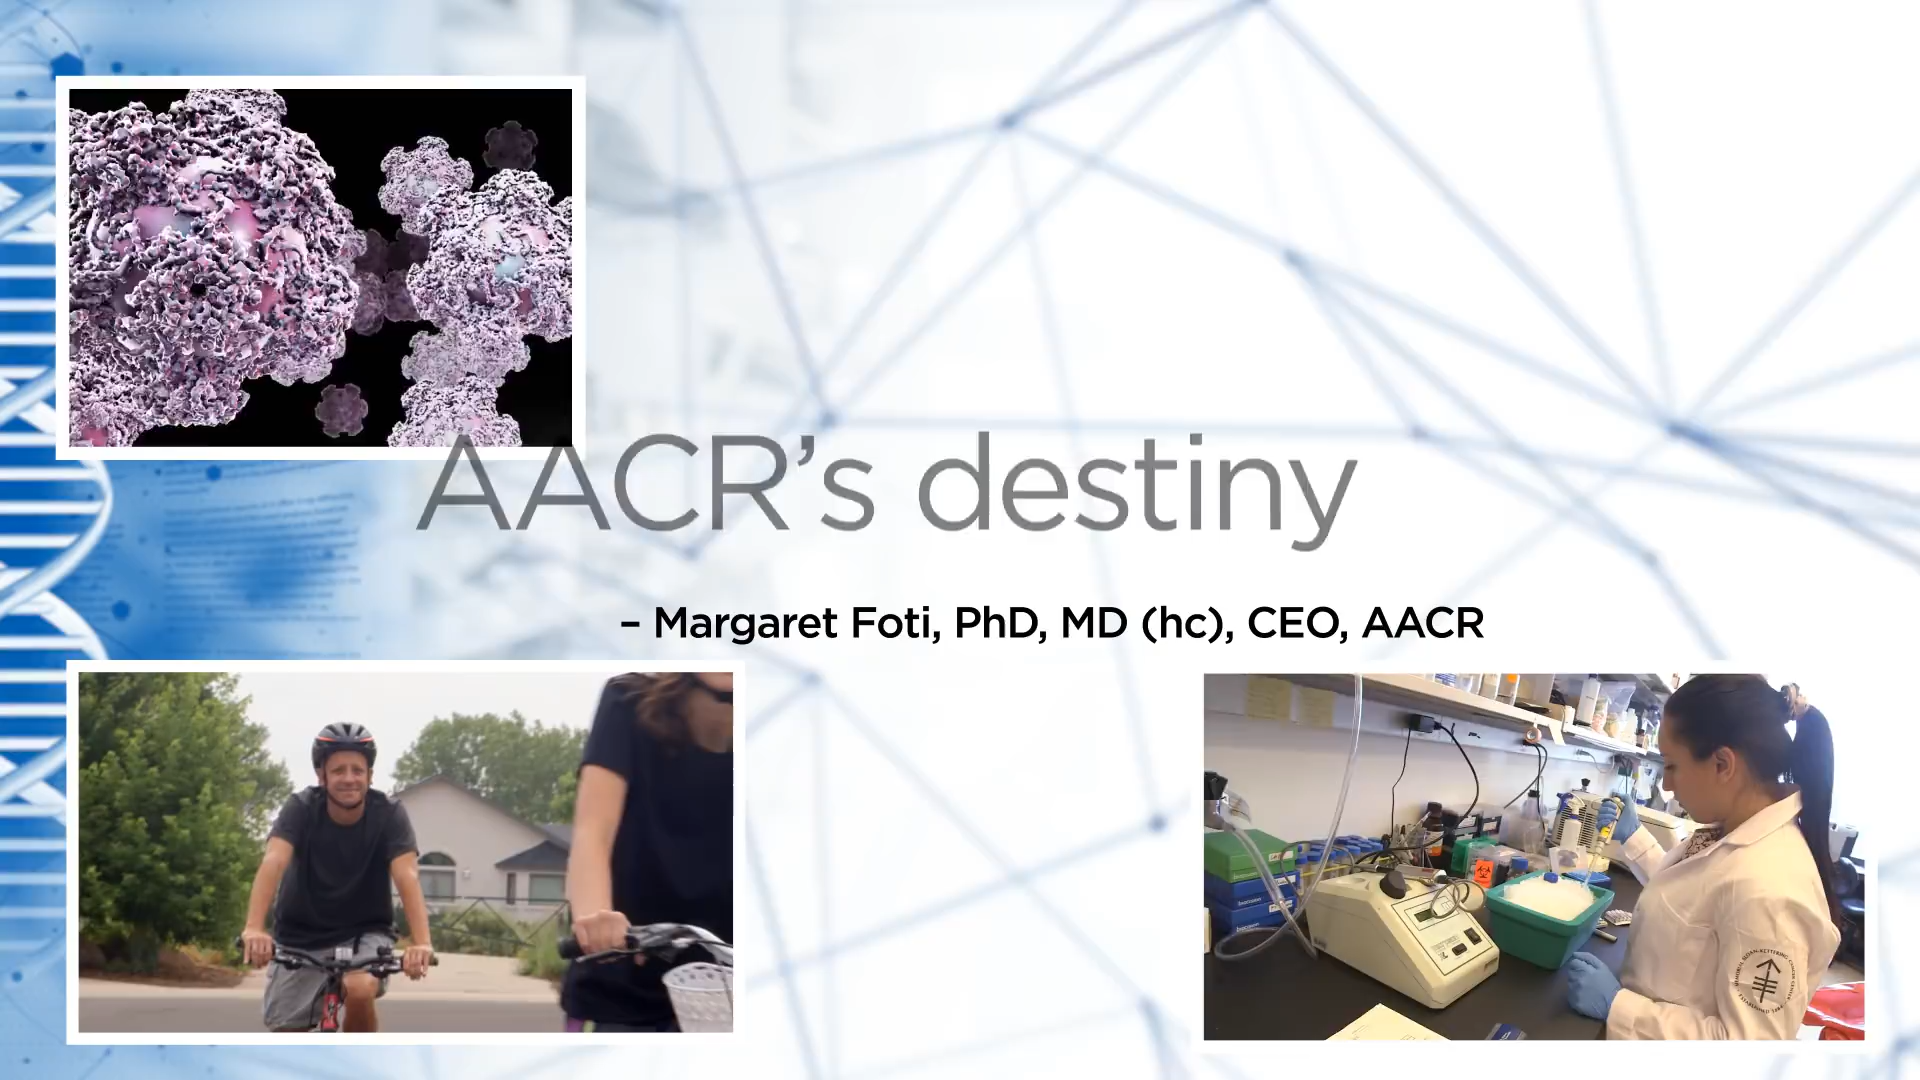 AACR’s destiny
– Margaret Foti, PhD, MD (hc), CEO, AACR